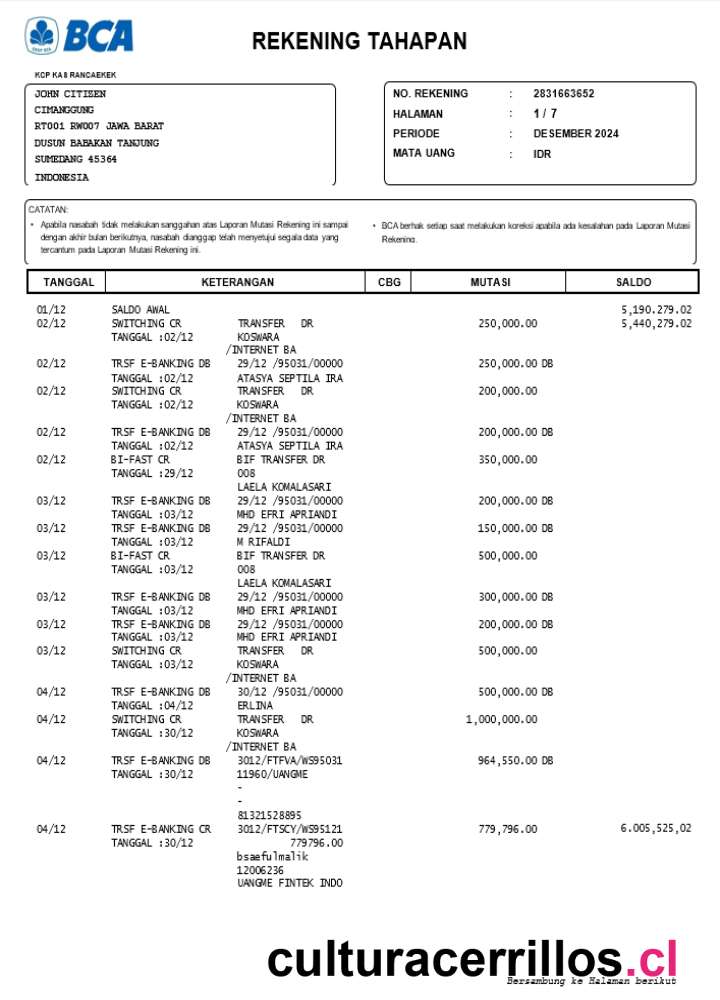 BCA
REKENING TAHAPAN
KCP KAB RANCAEKEK
JOHN CITIZEN
CIMANGGUNG
RT001 RW007 JAWA BARAT
DUSUN BABAKAN TANJUNG
SUMEDANG 45364
INDONESIA
NO. REKENING : 2831663652
HALAMAN : 1 / 7
PERIODE : DESEMBER 2024
MATA UANG : IDR
CATATAN:
• Apabila nasabah tidak melakukan sanggahan atas Laporan Mutasi Rekening ini sampai
dengan akhir bulan berikutnya, nasabah dianggap telah menyetujui segala data yang
tercantum pada Laporan Mutasi Rekening ini.
• BCA berhak setiap saat melakukan koreksi apabila ada kesalahan pada Laporan Mutasi
Rekening.
TANGGAL KETERANGAN CBG MUTASI SALDO
01/12 SALDO AWAL 5,190.279.02
02/12 SWITCHING CR TRANSFER DR 250,000.00 5,440,279.02
TANGGAL :02/12 KOSWARA
/INTERNET BA
02/12 TRSF E-BANKING DB 29/12 /95031/00000 250,000.00 DB
TANGGAL :02/12 ATASYA SEPTILA IRA
02/12 SWITCHING CR TRANSFER DR 200,000.00
TANGGAL :02/12 KOSWARA
/INTERNET BA
02/12 TRSF E-BANKING DB 29/12 /95031/00000 200,000.00 DB
TANGGAL :02/12 ATASYA SEPTILA IRA
02/12 BI-FAST CR BIF TRANSFER DR 350,000.00
TANGGAL :29/12 008
LAELA KOMALASARI
03/12 TRSF E-BANKING DB 29/12 /95031/00000 200,000.00 DB
TANGGAL :03/12 MHD EFRI APRIANDI
03/12 TRSF E-BANKING DB 29/12 /95031/00000 150,000.00 DB
TANGGAL :03/12 M RIFALDI
03/12 BI-FAST CR BIF TRANSFER DR 500,000.00
TANGGAL :03/12 008
LAELA KOMALASARI
03/12 TRSF E-BANKING DB 29/12 /95031/00000 300,000.00 DB
TANGGAL :03/12 MHD EFRI APRIANDI
03/12 TRSF E-BANKING DB 29/12 /95031/00000 200,000.00 DB
TANGGAL :03/12 MHD EFRI APRIANDI
03/12 SWITCHING CR TRANSFER DR 500,000.00
TANGGAL :03/12 KOSWARA
/INTERNET BA
04/12 TRSF E-BANKING DB 30/12 /95031/00000 500,000.00 DB
TANGGAL :04/12 ERLINA
04/12 SWITCHING CR TRANSFER DR 1,000,000.00
TANGGAL :30/12 KOSWARA
/INTERNET BA
04/12 TRSF E-BANKING DB 3012/FTFVA/WS95031 964,550.00 DB
TANGGAL :30/12 11960/UANGME
-
-
81321528895
04/12 TRSF E-BANKING CR 3012/FTSCY/WS95121 779,796.00 6.005,525,02
TANGGAL :30/12 779796.00
bsaefulmalik
12006236
UANGME FINTEK INDO
culturacerrillos.cl
Bersambung ke Halaman berikut